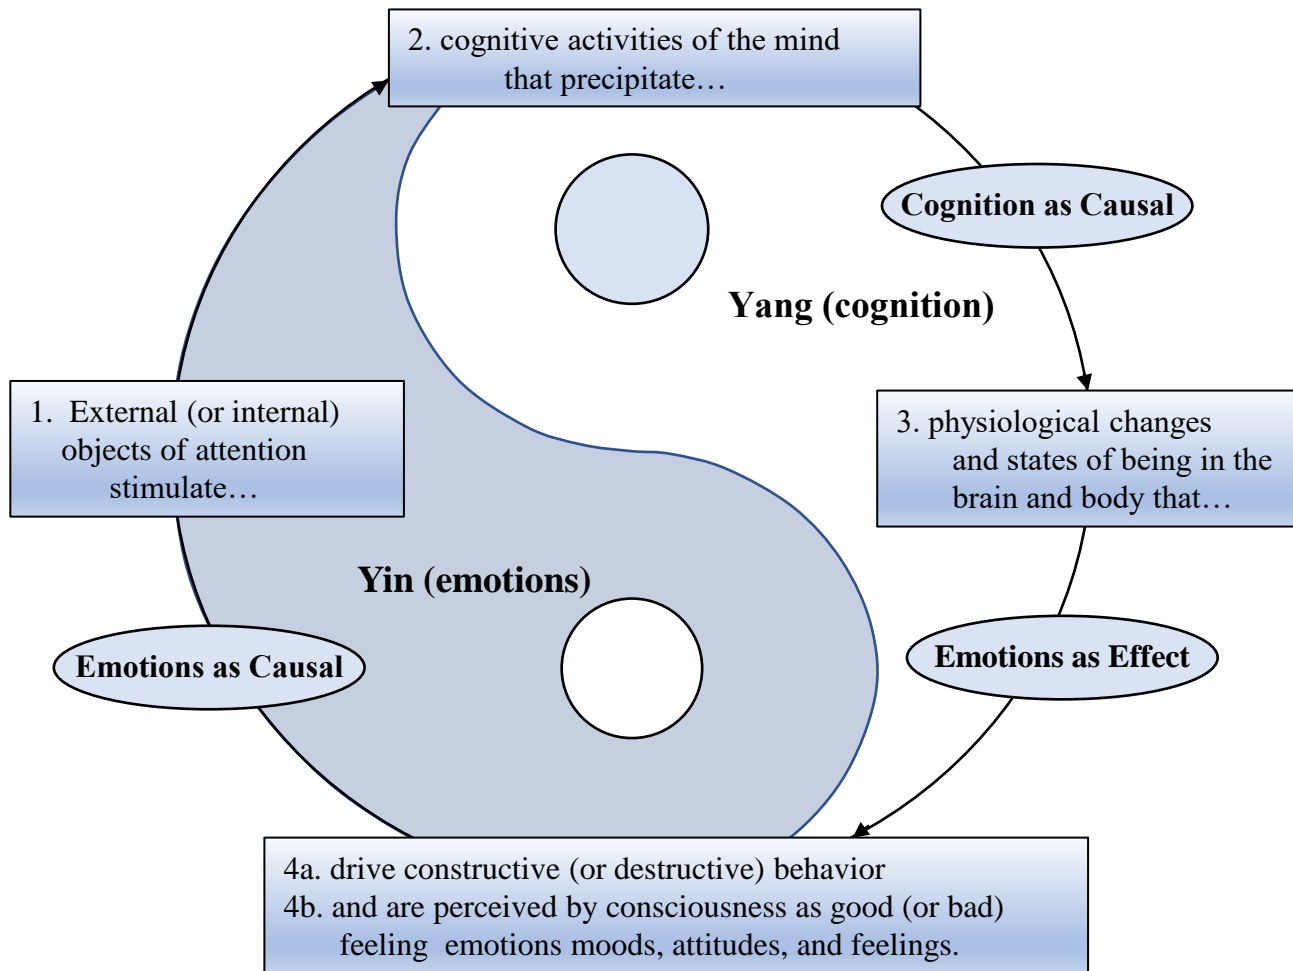 2. cognitive activities of the mind
that precipitate…
Cognition as Causal
Yang (cognition)
1. External (or internal)
objects of attention
stimulate…
3. physiological changes
and states of being in the
brain and body that…
Yin (emotions)
Emotions as Causal
Emotions as Effect
4a. drive constructive (or destructive) behavior
4b. and are perceived by consciousness as good (or bad)
feeling emotions moods, attitudes, and feelings.